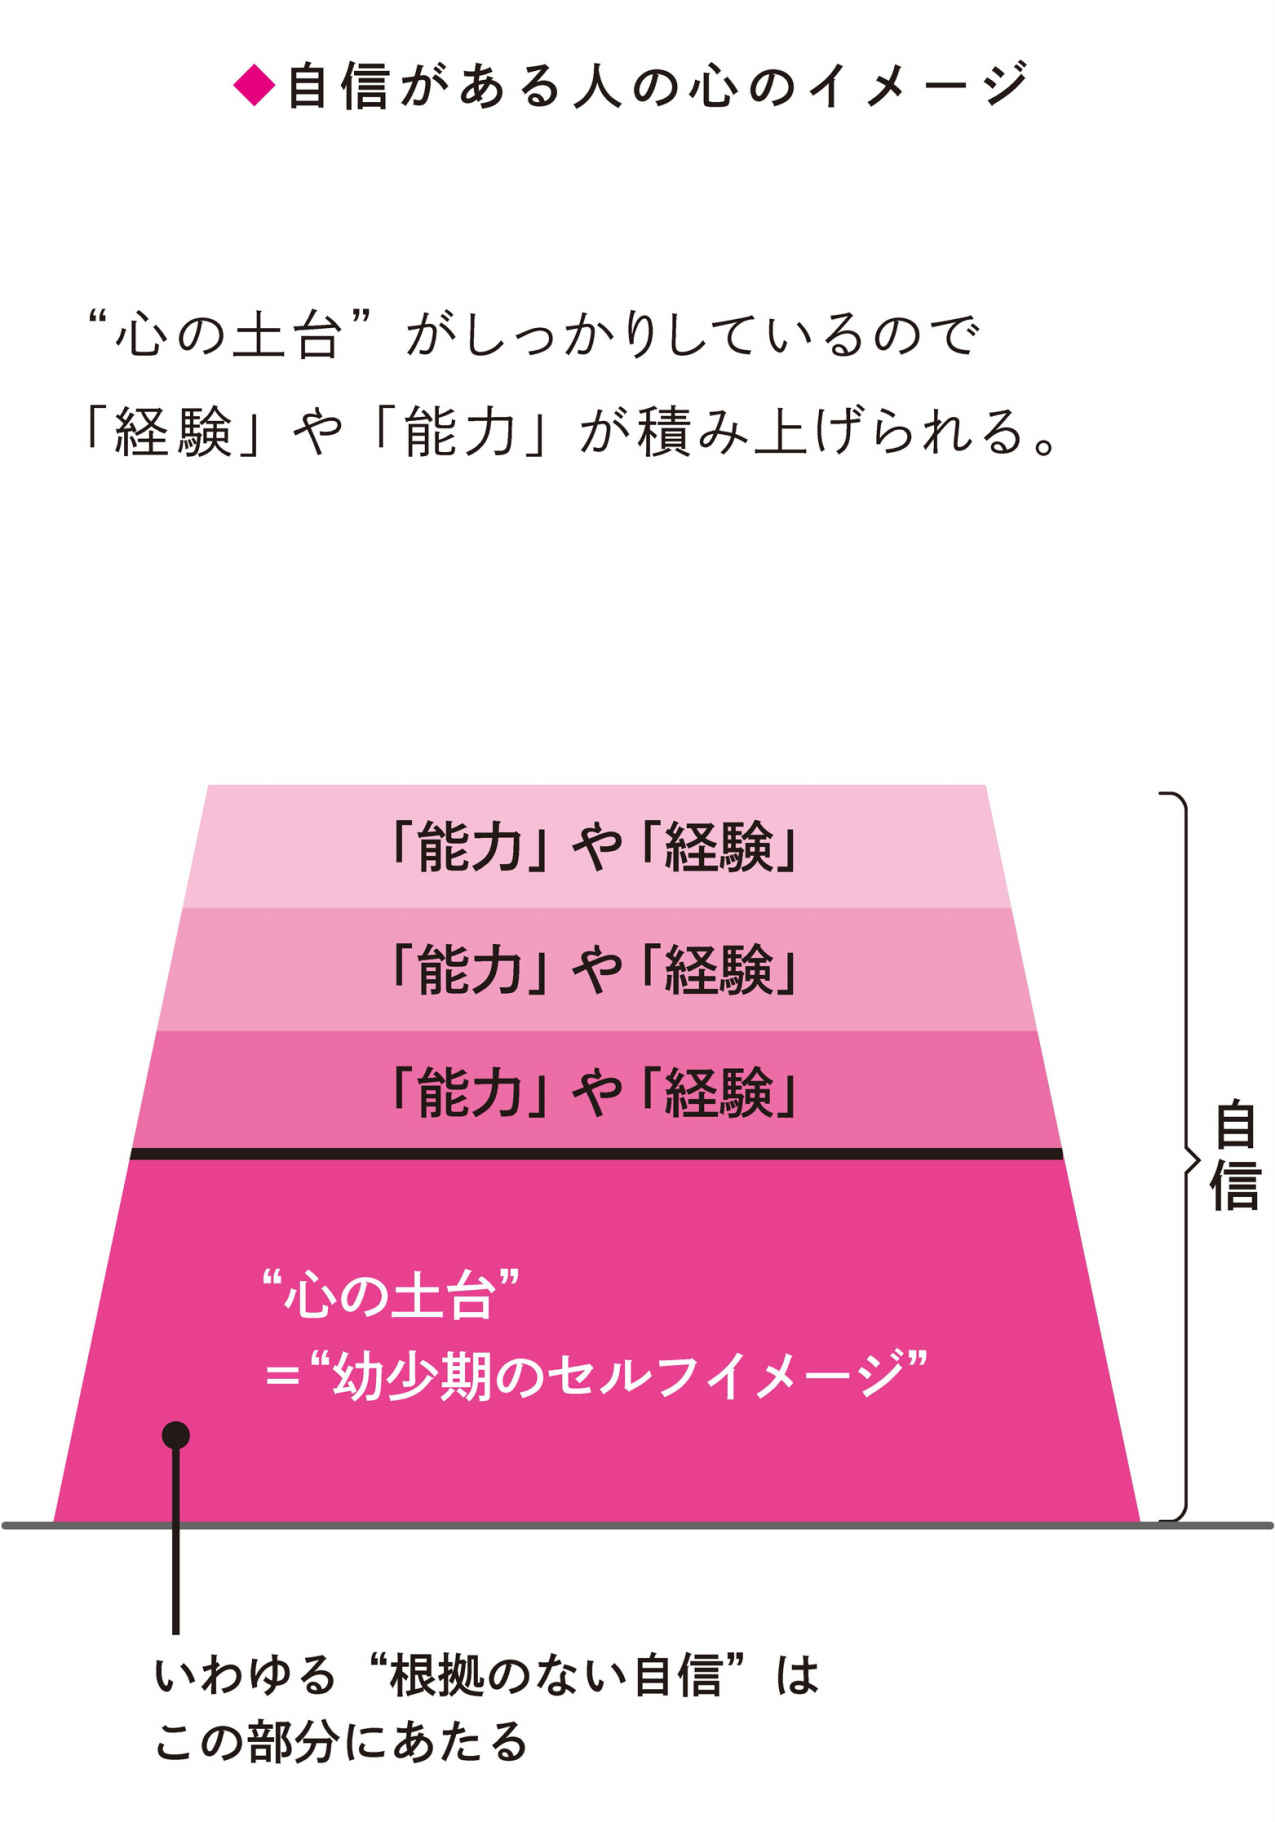 ◆自信がある人の心のイメージ
“心の土台”がしっかりしているので
「経験」や「能力」が積み上げられる。
「能力」や「経験」
「能力」や「経験」
「能力」や「経験」
自信
“心の土台”
＝“幼少期のセルフイメージ”
いわゆる“根拠のない自信”は
この部分にあたる